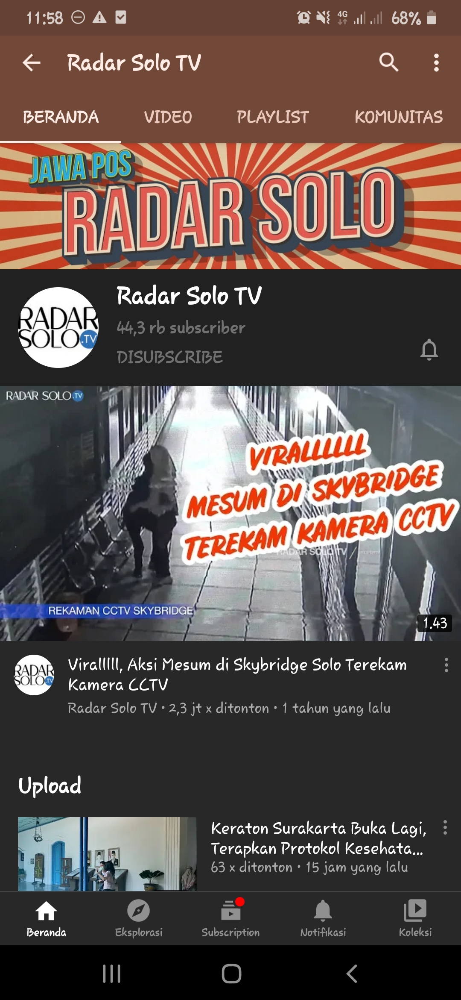 11:58
4G
68%
Radar Solo TV
BERANDA
VIDEO
PLAYLIST
KOMUNITAS
JAWA POS
RADAR SOLO
RADAR
SOLO.TV
Radar Solo TV
44,3 rb subscriber
DISUBSCRIBE
RADAR SOLO.TV
VIRALLLLLL
MESUM DI SKYBRIDGE
TEREKAM KAMERA CCTV
RADAR SOLO TV /
REKAMAN CCTV SKYBRIDGE
1.43
RADAR
SOLO.TV
Viralllll, Aksi Mesum di Skybridge Solo Terekam
Kamera CCTV
Radar Solo TV • 2,3 jt x ditonton • 1 tahun yang lalu
Upload
Keraton Surakarta Buka Lagi,
Terapkan Protokol Kesehata...
63 x ditonton • 15 jam yang lalu
Beranda
Eksplorasi
Subscription
Notifikasi
Koleksi